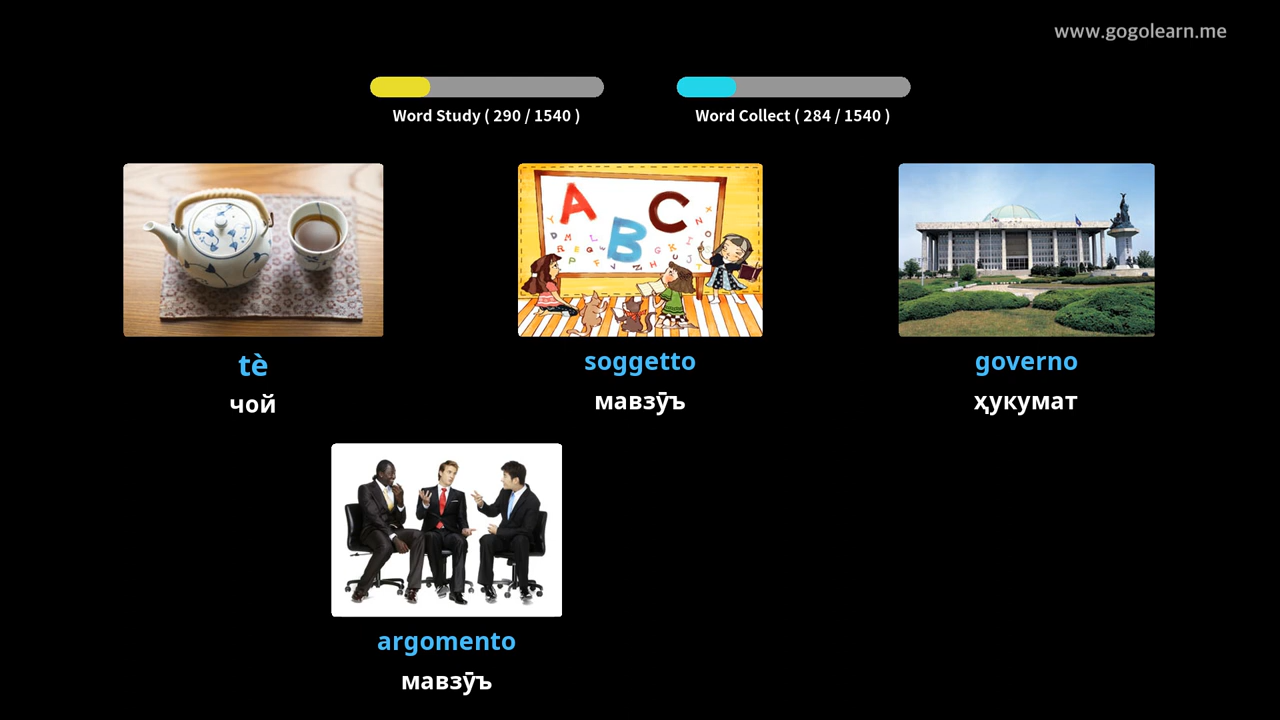 www.gogolearn.me
Word Study ( 290 / 1540 )
Word Collect ( 284 / 1540 )
A B C
tè
чой
soggetto
мавзӯъ
governo
ҳукумат
argomento
мавзӯъ